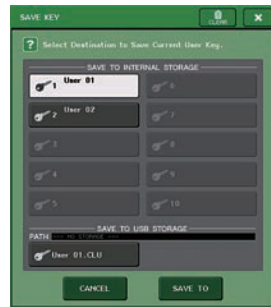 SAVE KEY
CLEAR
Select Destination to Save Current User Key.
SAVE TO INTERNAL STORAGE
1 User 01
6
2 User 02
7
3
8
4
9
5
10
SAVE TO USB STORAGE
PATH --- NO STORAGE ---
User 01.CLU
CANCEL
SAVE TO